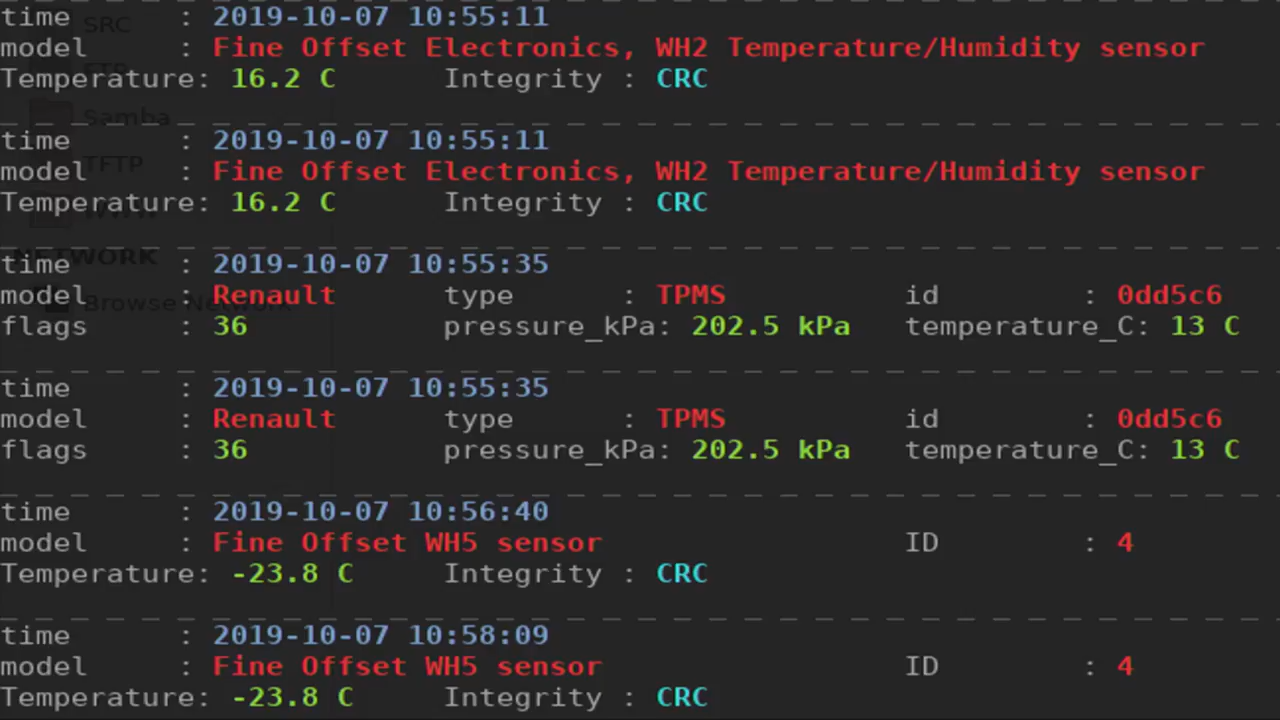 time : 2019-10-07 10:55:11
SRC
model : Fine Offset Electronics, WH2 Temperature/Humidity sensor
Temperature: 16.2 C Integrity : CRC
Samba
time : 2019-10-07 10:55:11
TFTP
model : Fine Offset Electronics, WH2 Temperature/Humidity sensor
Temperature: 16.2 C Integrity : CRC
NETWORK
time : 2019-10-07 10:55:35
model : Renault type : TPMS id : 0dd5c6
Browse Network
flags : 36 pressure_kPa: 202.5 kPa temperature_C: 13 C
time : 2019-10-07 10:55:35
model : Renault type : TPMS id : 0dd5c6
flags : 36 pressure_kPa: 202.5 kPa temperature_C: 13 C
time : 2019-10-07 10:56:40
model : Fine Offset WH5 sensor ID : 4
Temperature: -23.8 C Integrity : CRC
time : 2019-10-07 10:58:09
model : Fine Offset WH5 sensor ID : 4
Temperature: -23.8 C Integrity : CRC